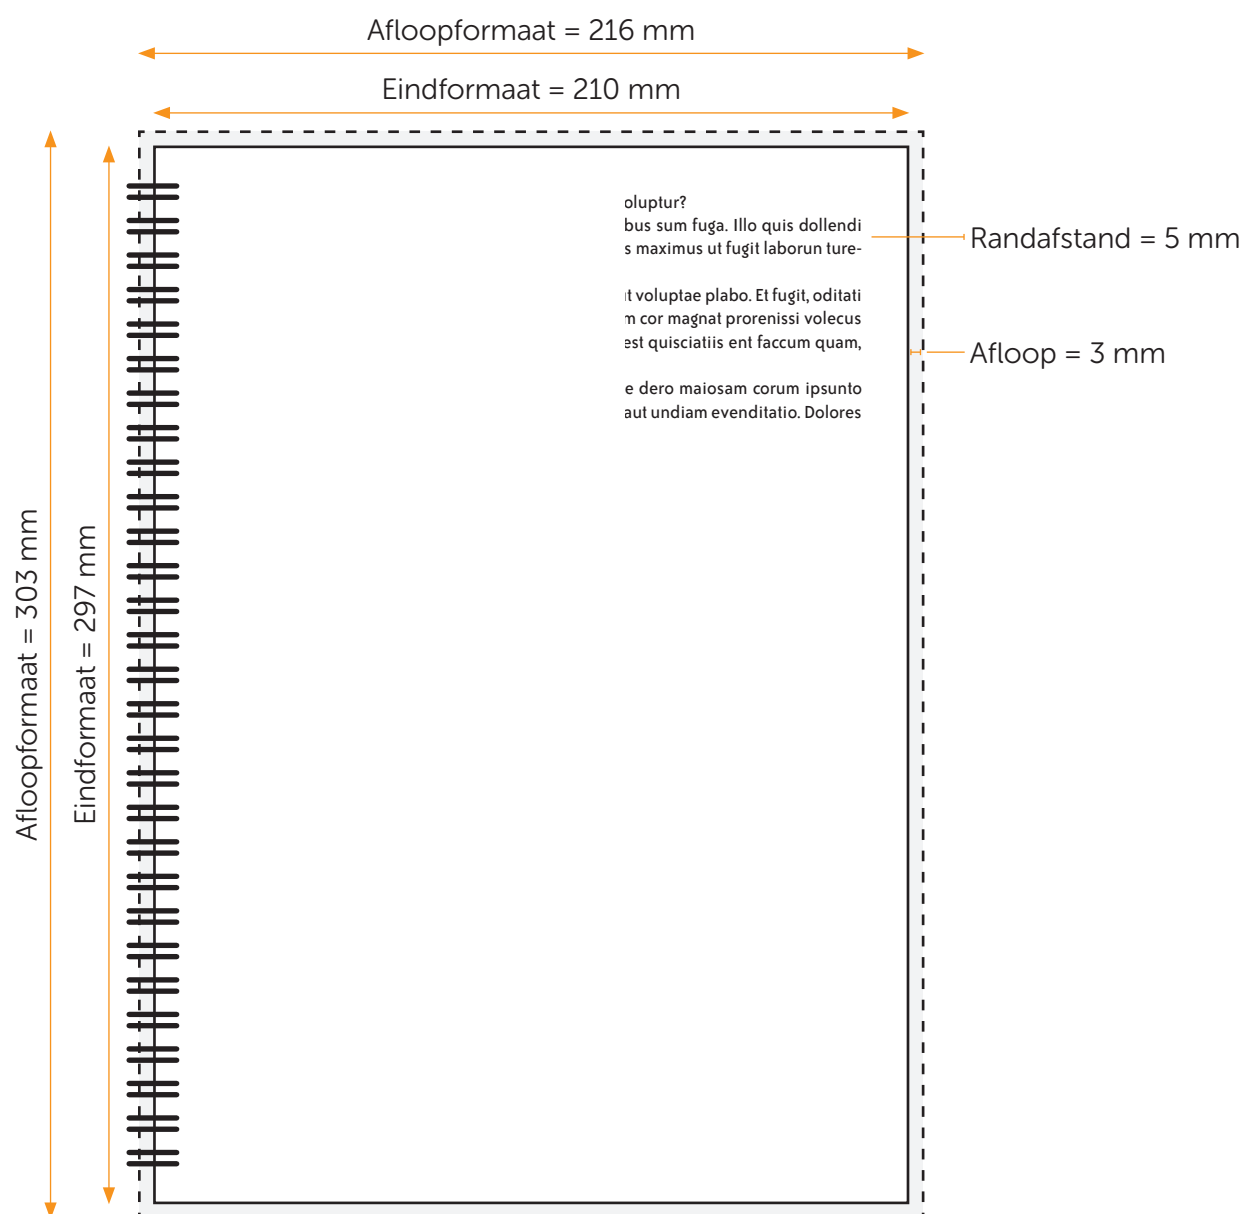 Afloopformaat = 216 mm
Eindformaat = 210 mm
oluptur?
bus sum fuga. Illo quis dollendi
s maximus ut fugit laborun ture-
Randafstand = 5 mm
t voluptae plabo. Et fugit, oditati
m cor magnat prorenissi volecus
est quisciatiis ent faccum quam,
Afloop = 3 mm
e dero maiosam corum ipsunto
aut undiam evenditatio. Dolores
Afloopformaat = 303 mm
Eindformaat = 297 mm